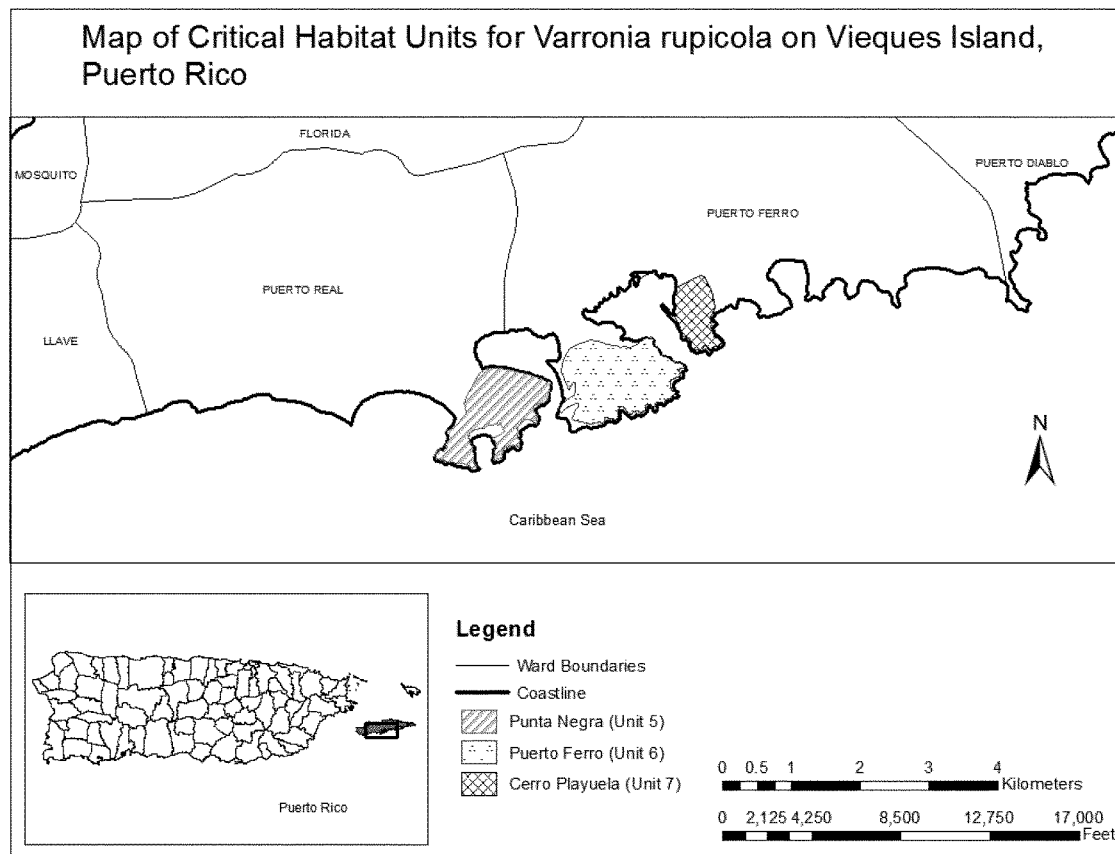 Map of Critical Habitat Units for Varronia rupicola on Vieques Island,
Puerto Rico
FLORIDA
MOSQUITO
PUERTO DIABLO
PUERTO FERRO
PUERTO REAL
LLAVE
N
Caribbean Sea
Puerto Rico
Legend
Ward Boundaries
Coastline
Punta Negra (Unit 5)
Puerto Ferro (Unit 6)
Cerro Playuela (Unit 7)
0 0.5 1 2 3 4
Kilometers
0 2,125 4,250 8,500 12,750 17,000
Feet